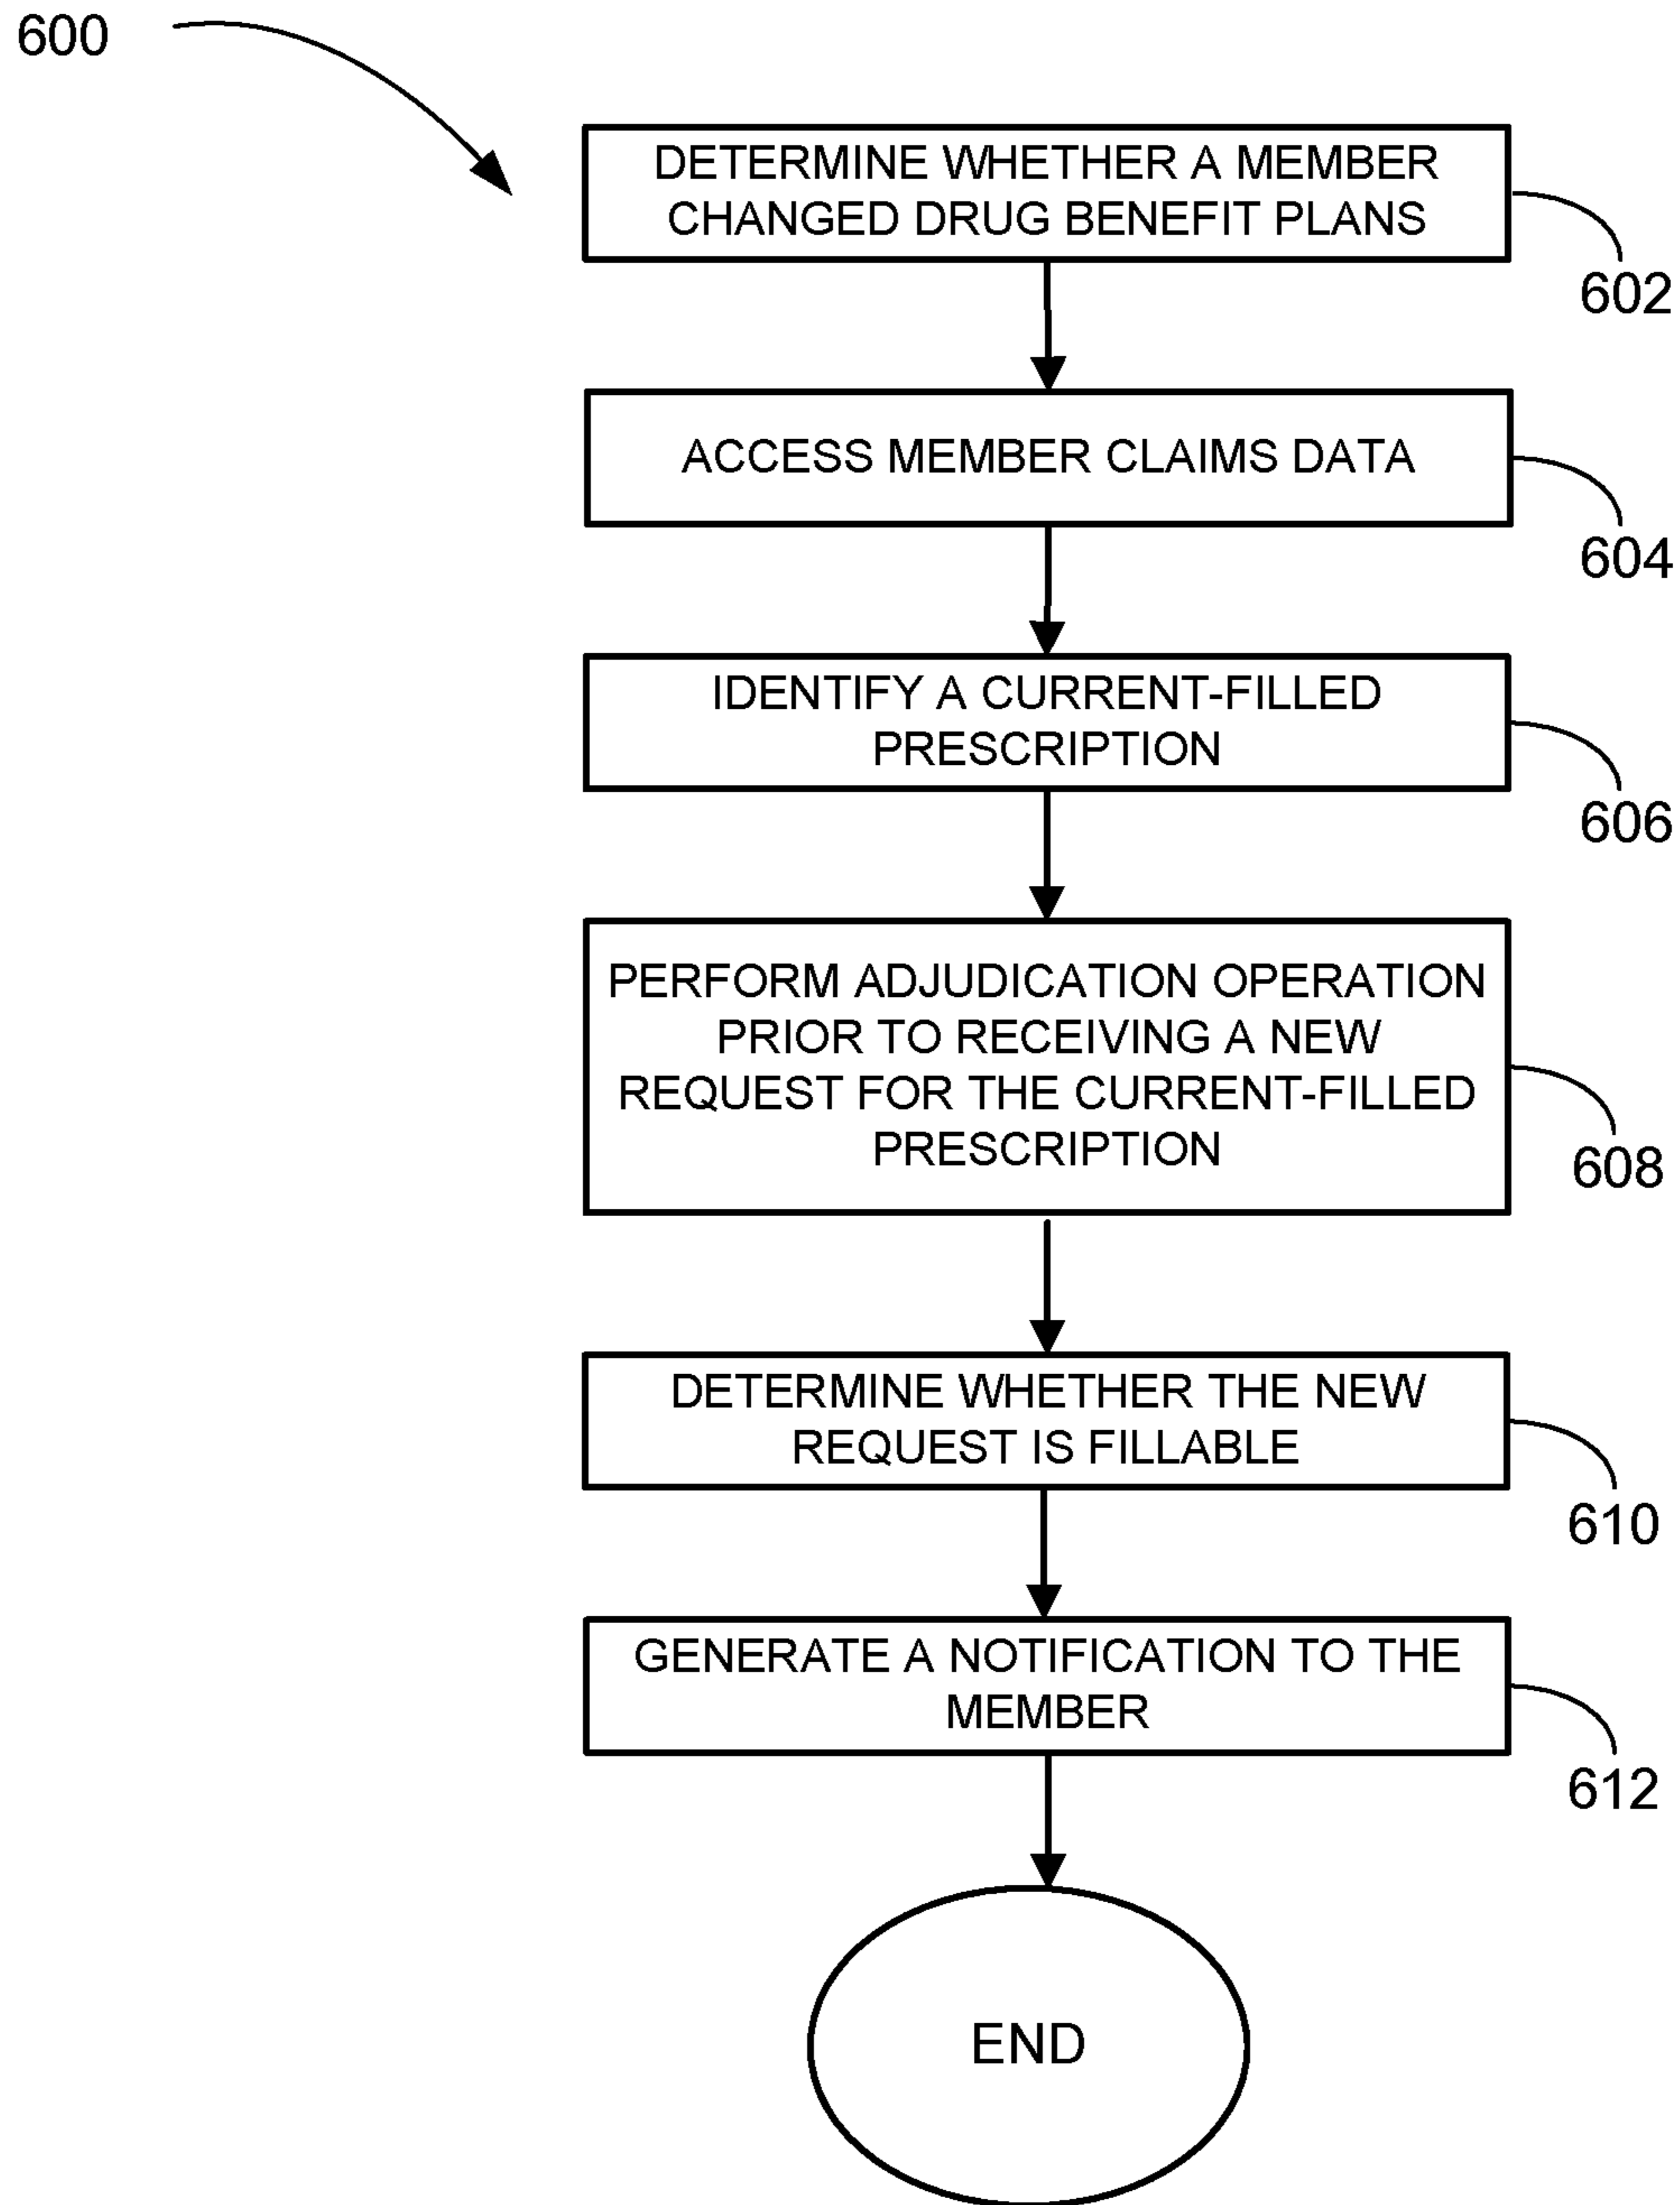 600
DETERMINE WHETHER A MEMBER
CHANGED DRUG BENEFIT PLANS
602
ACCESS MEMBER CLAIMS DATA
604
IDENTIFY A CURRENT-FILLED
PRESCRIPTION
606
PERFORM ADJUDICATION OPERATION
PRIOR TO RECEIVING A NEW
REQUEST FOR THE CURRENT-FILLED
PRESCRIPTION
608
DETERMINE WHETHER THE NEW
REQUEST IS FILLABLE
610
GENERATE A NOTIFICATION TO THE
MEMBER
612
END